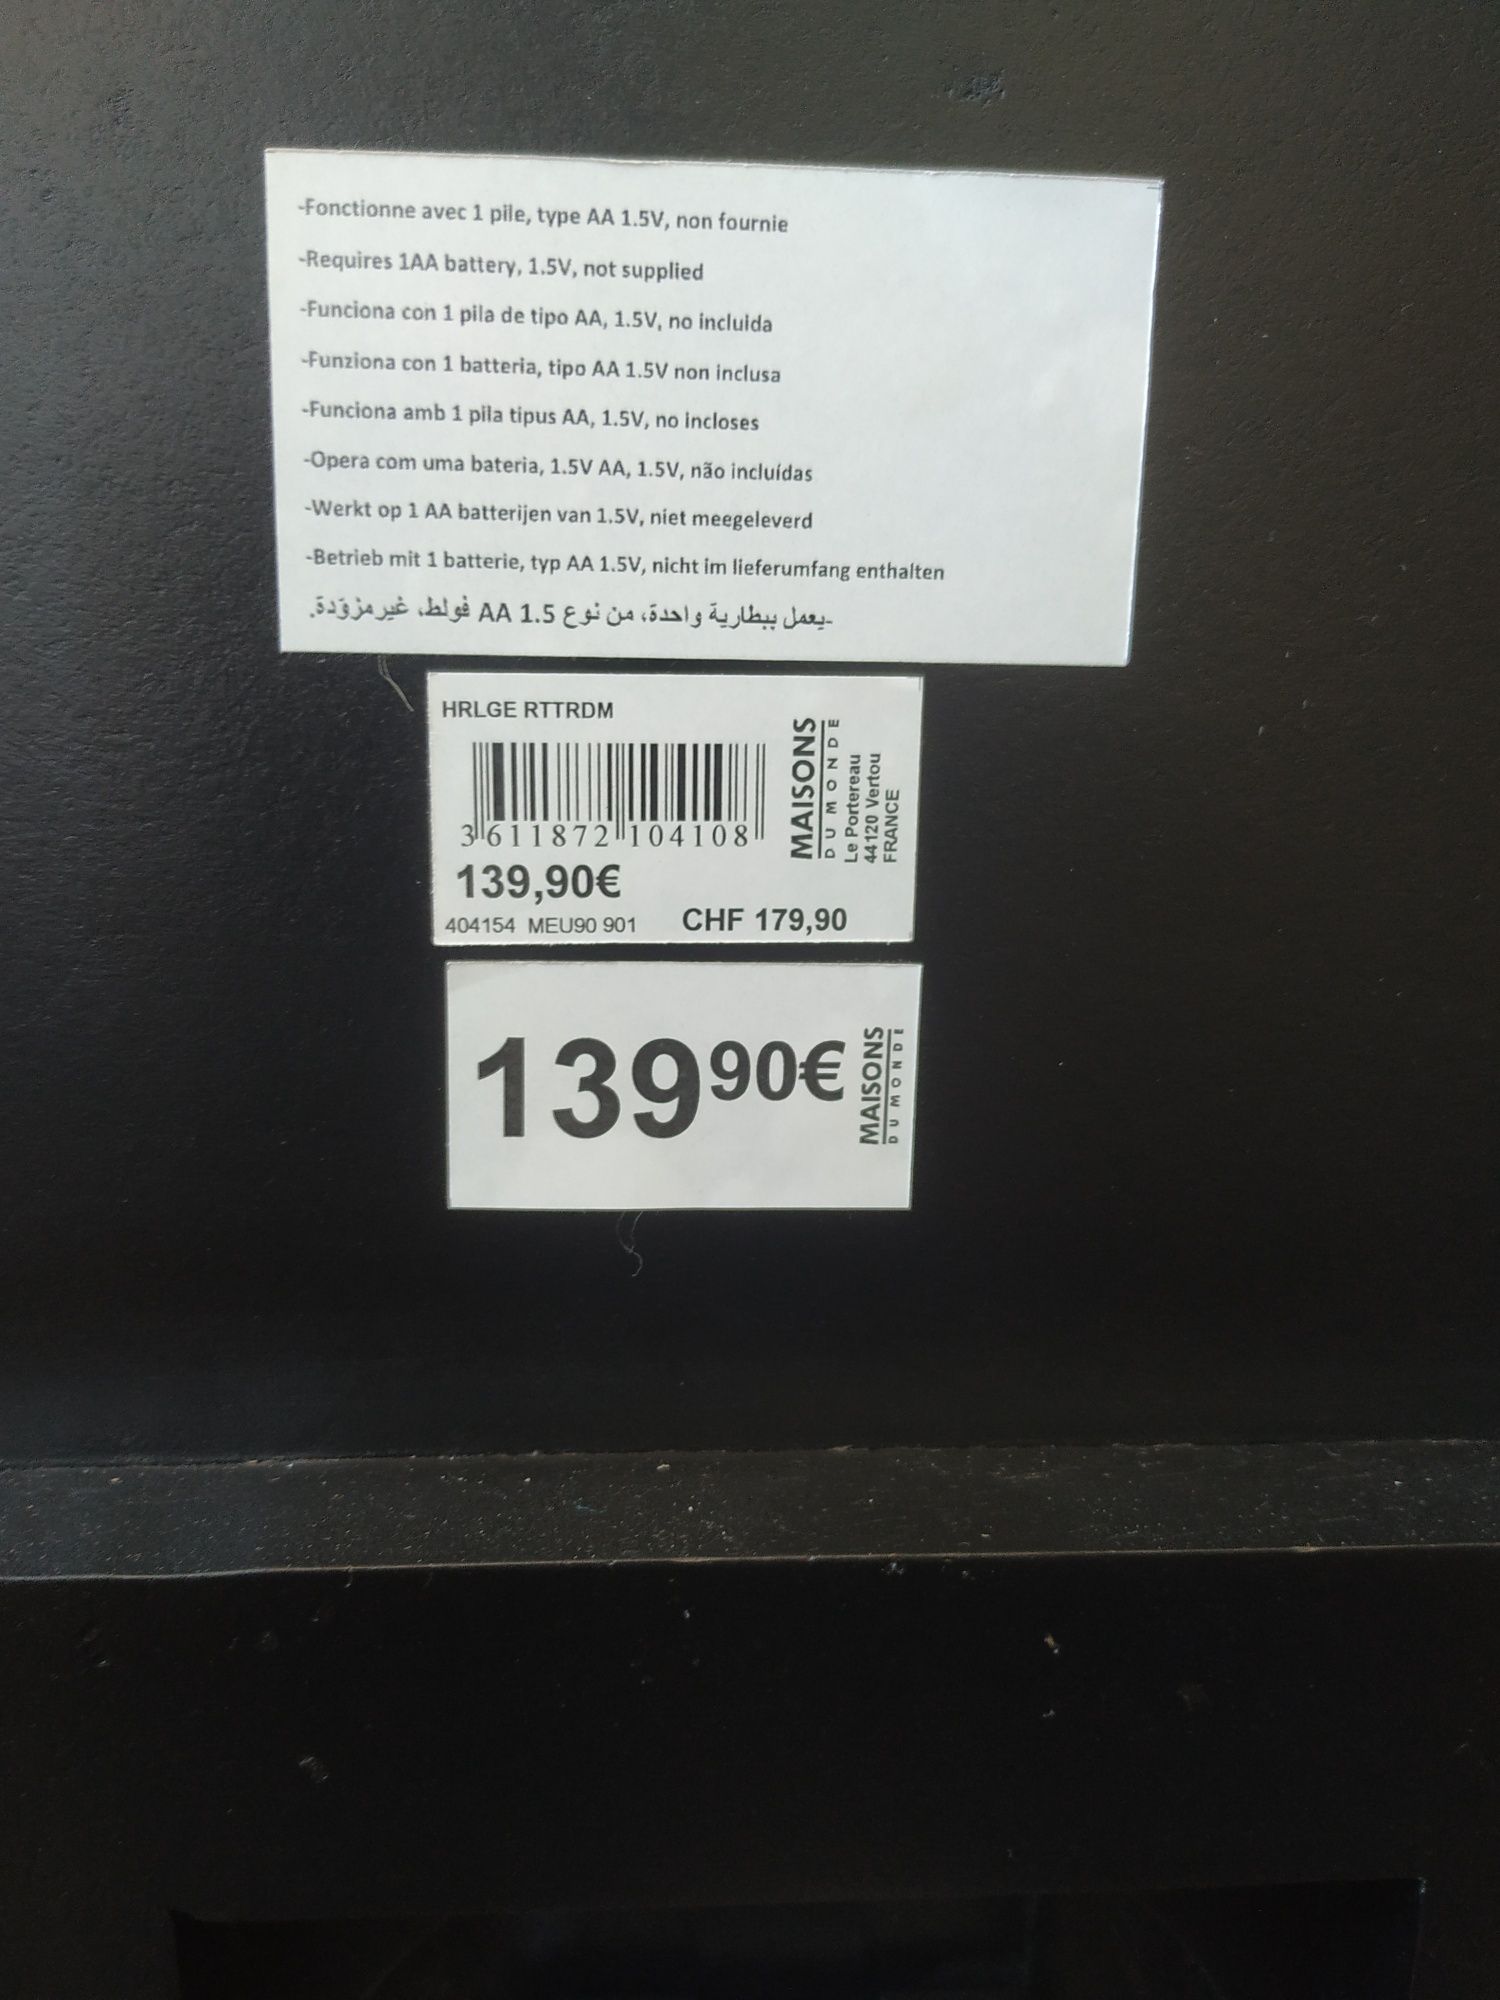 -Fonctionne avec 1 pile, type AA 1.5V, non fournie
-Requires 1AA battery, 1.5V, not supplied
-Funciona con 1 pila de tipo AA, 1.5V, no incluida
-Funziona con 1 batteria, tipo AA 1.5V non inclusa
-Funciona amb 1 pila tipus AA, 1.5V, no incloses
-Opera com uma bateria, 1.5V AA, 1.5V, não incluídas
-Werkt op 1 AA batterijen van 1.5V, niet meegeleverd
-Betrieb mit 1 batterie, typ AA 1.5V, nicht im lieferumfang enthalten
-يعمل ببطارية واحدة، من نوع AA 1.5 فولط، غير مزوّدة.
HRLGE RTTRDM
3611872104108
139,90€
404154 MEU90 901
CHF 179,90
MAISONS
DU MONDE
Le Portereau
44120 Vertou
FRANCE
13990€
MAISONS
DU MONDE